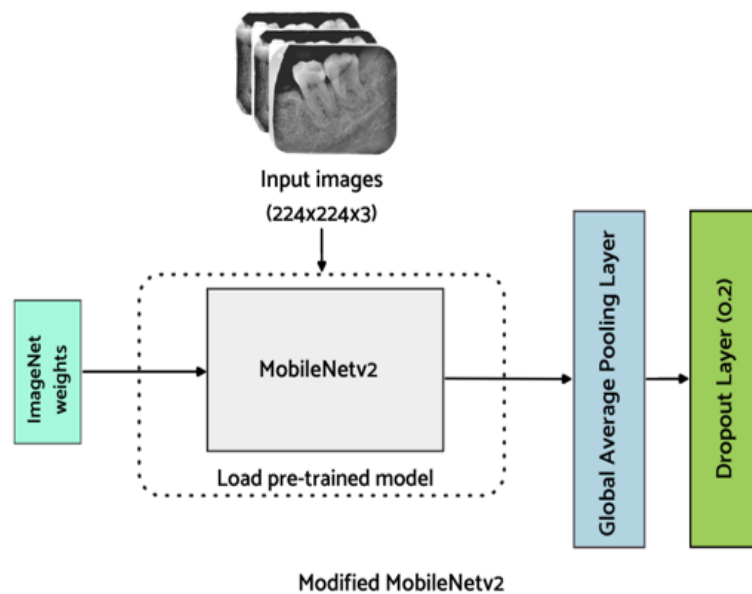 Input images
(224x224x3)
ImageNet
weights
MobileNetv2
Load pre-trained model
Global Average Pooling Layer
Dropout Layer (0.2)
Modified MobileNetv2